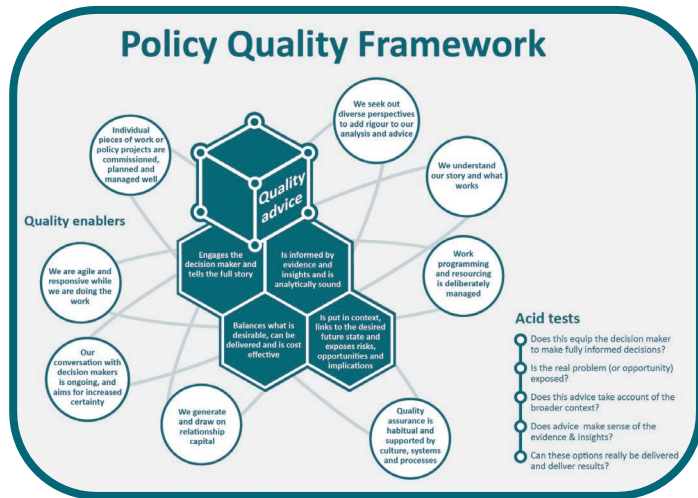 Policy Quality Framework
Individual
pieces of work or
policy projects are
commissioned,
planned and
managed well
We seek out
diverse perspectives
to add rigour to our
analysis and advice
We understand
our story and what
works
Quality
advice
Quality enablers
Engages the
decision maker and
tells the full story
Is informed by
evidence and
insights and is
analytically sound
We are agile and
responsive while
we are doing the
work
Work
programming
and resourcing
is deliberately
managed
Balances what is
desirable, can be
delivered and is cost
effective
Is put in context,
links to the desired
future state and
exposes risks,
opportunities and
implications
Our
conversation with
decision makers
is ongoing, and
aims for increased
certainty
We generate
and draw on
relationship
capital
Quality
assurance is
habitual and
supported by
culture, systems
and processes
Acid tests
Does this equip the decision maker
to make fully informed decisions?
Is the real problem (or opportunity)
exposed?
Does this advice take account of the
broader context?
Does advice make sense of the
evidence & insights?
Can these options really be delivered
and deliver results?